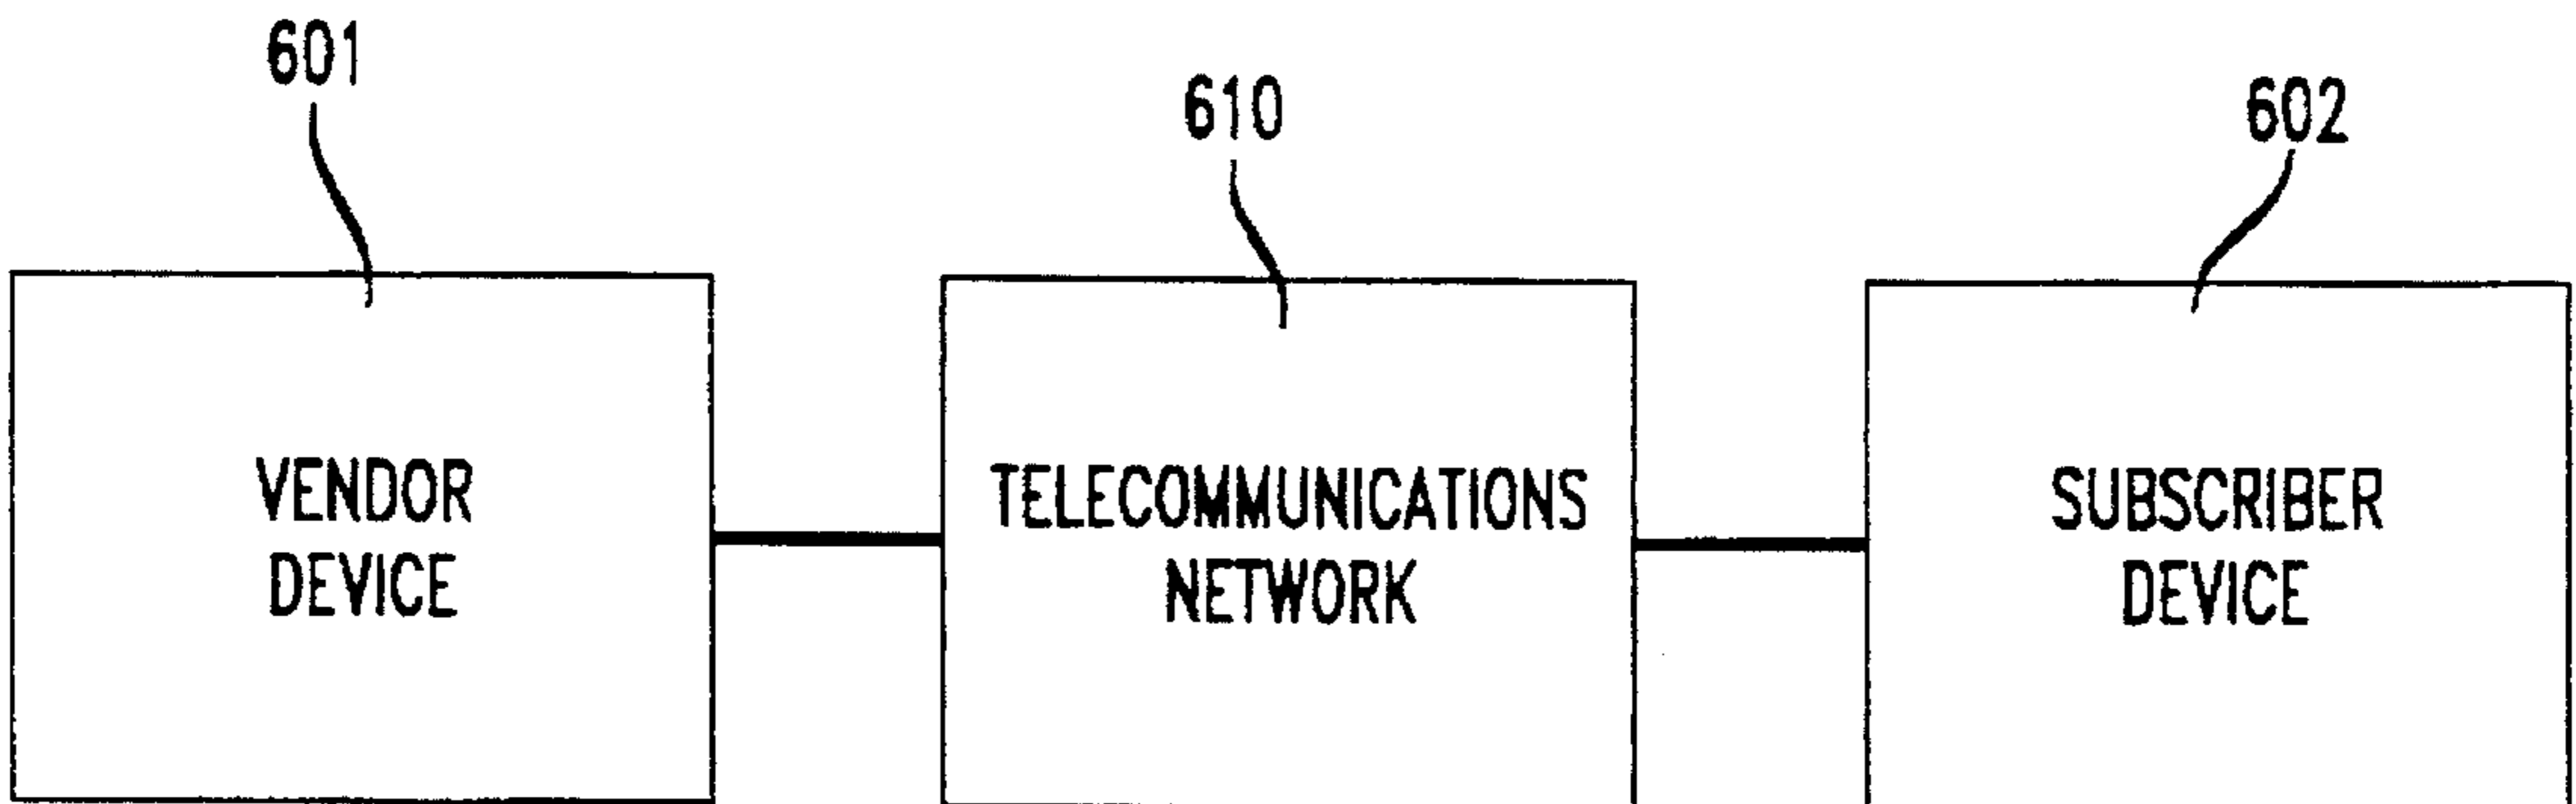 601
610
602
VENDOR
DEVICE
TELECOMMUNICATIONS
NETWORK
SUBSCRIBER
DEVICE